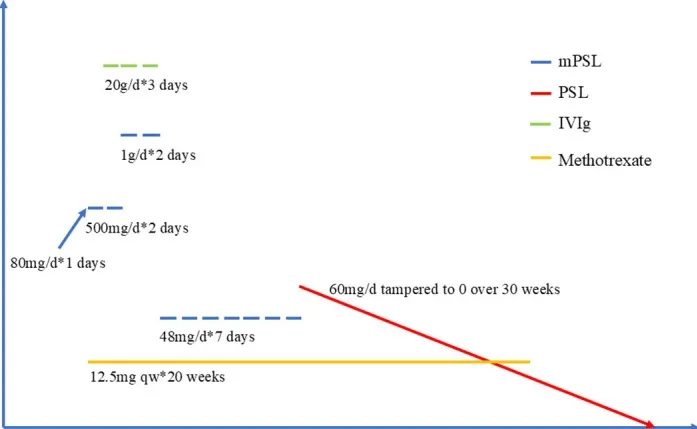 mPSL
20g/d*3 days
PSL
IVIg
1g/d*2 days
Methotrexate
500mg/d*2 days
80mg/d*1 days
60mg/d tampered to 0 over 30 weeks
48mg/d*7 days
12.5mg qw*20 weeks